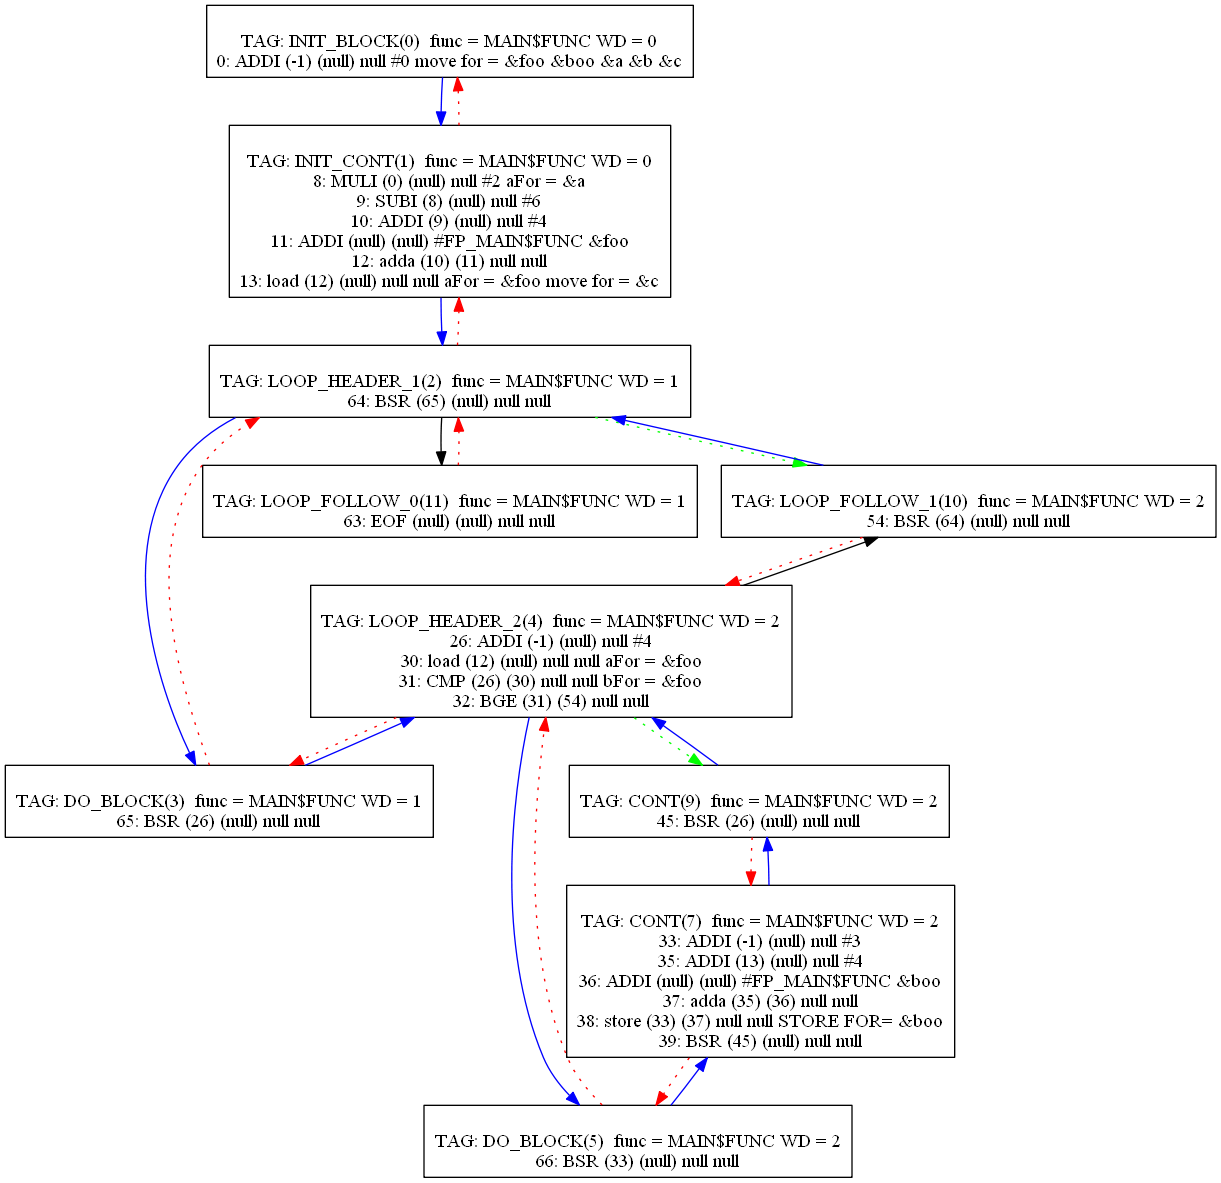 TAG: INIT_BLOCK(0) func = MAIN$FUNC WD = 0
0: ADDI (-1) (null) null #0 move for = &foo &boo &a &b &c
TAG: INIT_CONT(1) func = MAIN$FUNC WD = 0
8: MULI (0) (null) null #2 aFor = &a
9: SUBI (8) (null) null #6
10: ADDI (9) (null) null #4
11: ADDI (null) (null) #FP_MAIN$FUNC &foo
12: adda (10) (11) null null
13: load (12) (null) null null aFor = &foo move for = &c
TAG: LOOP_HEADER_1(2) func = MAIN$FUNC WD = 1
64: BSR (65) (null) null null
TAG: LOOP_FOLLOW_0(11) func = MAIN$FUNC WD = 1
63: EOF (null) (null) null null
TAG: LOOP_FOLLOW_1(10) func = MAIN$FUNC WD = 2
54: BSR (64) (null) null null
TAG: LOOP_HEADER_2(4) func = MAIN$FUNC WD = 2
26: ADDI (-1) (null) null #4
30: load (12) (null) null null aFor = &foo
31: CMP (26) (30) null null bFor = &foo
32: BGE (31) (54) null null
TAG: DO_BLOCK(3) func = MAIN$FUNC WD = 1
65: BSR (26) (null) null null
TAG: CONT(9) func = MAIN$FUNC WD = 2
45: BSR (26) (null) null null
TAG: CONT(7) func = MAIN$FUNC WD = 2
33: ADDI (-1) (null) null #3
35: ADDI (13) (null) null #4
36: ADDI (null) (null) #FP_MAIN$FUNC &boo
37: adda (35) (36) null null
38: store (33) (37) null null STORE FOR= &boo
39: BSR (45) (null) null null
TAG: DO_BLOCK(5) func = MAIN$FUNC WD = 2
66: BSR (33) (null) null null